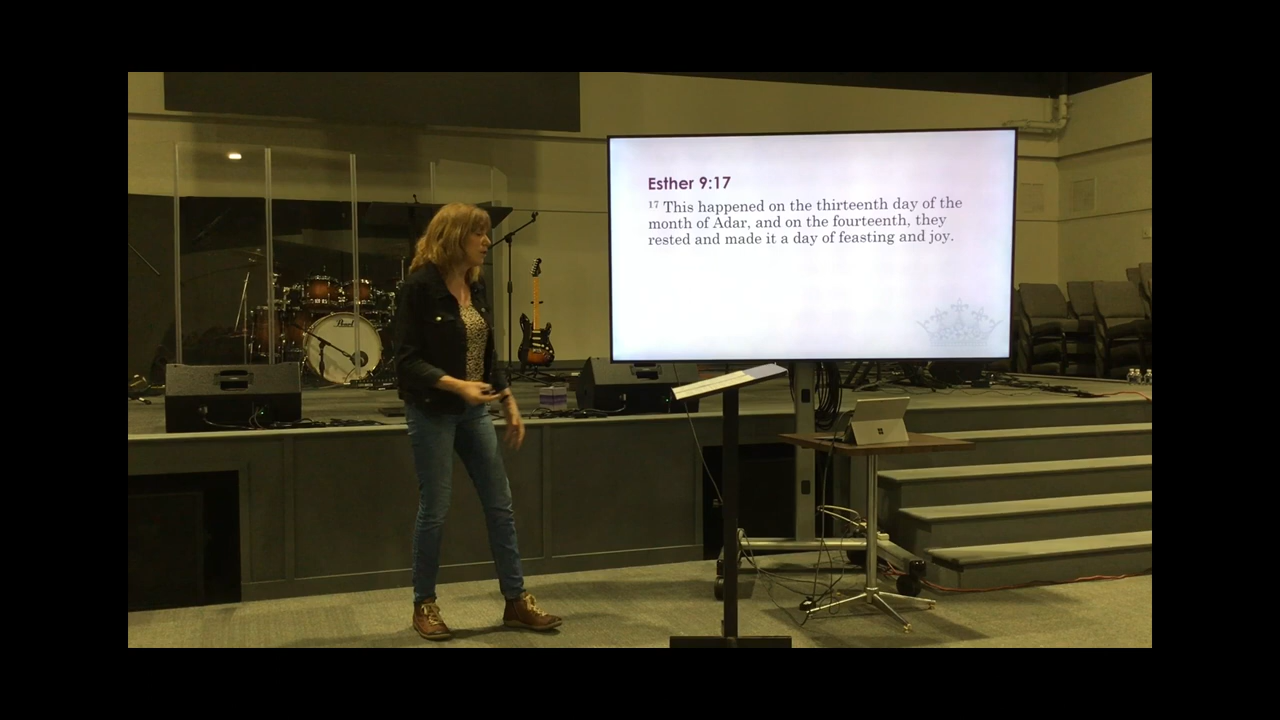 Esther 9:17
17 This happened on the thirteenth day of the
month of Adar, and on the fourteenth, they
rested and made it a day of feasting and joy.
Pearl